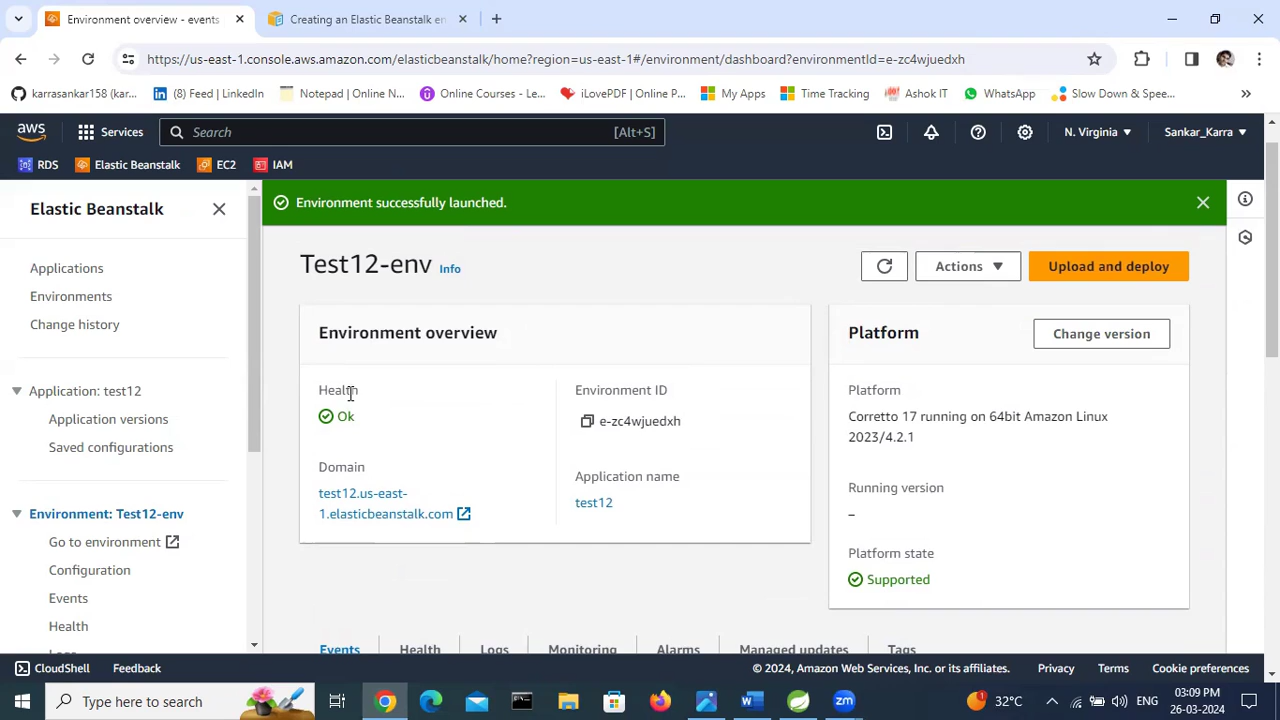 Environment overview - events
Creating an Elastic Beanstalk en
https://us-east-1.console.aws.amazon.com/elasticbeanstalk/home?region=us-east-1#/environment/dashboard?environmentId=e-zc4wjuedxh
karrasankar158 (kar...
(8) Feed | LinkedIn
Notepad | Online N...
Online Courses - Le...
iLovePDF | Online P...
My Apps
Time Tracking
Ashok IT
WhatsApp
Slow Down & Spee...
aws
Services
Search
[Alt+S]
N. Virginia
Sankar_Karra
RDS
Elastic Beanstalk
EC2
IAM
Elastic Beanstalk
Applications
Environments
Change history
Application: test12
Application versions
Saved configurations
Environment: Test12-env
Go to environment
Configuration
Events
Health
Environment successfully launched.
Test12-env Info
Actions
Upload and deploy
Environment overview
Health
Ok
Domain
test12.us-east-
1.elasticbeanstalk.com
Environment ID
e-zc4wjuedxh
Application name
test12
Platform
Change version
Platform
Corretto 17 running on 64bit Amazon Linux
2023/4.2.1
Running version
–
Platform state
Supported
Events
Health
Logs
Monitoring
Alarms
Managed updates
Tags
CloudShell
Feedback
© 2024, Amazon Web Services, Inc. or its affiliates.
Privacy
Terms
Cookie preferences
Type here to search
32°C
ENG
03:09 PM
26-03-2024